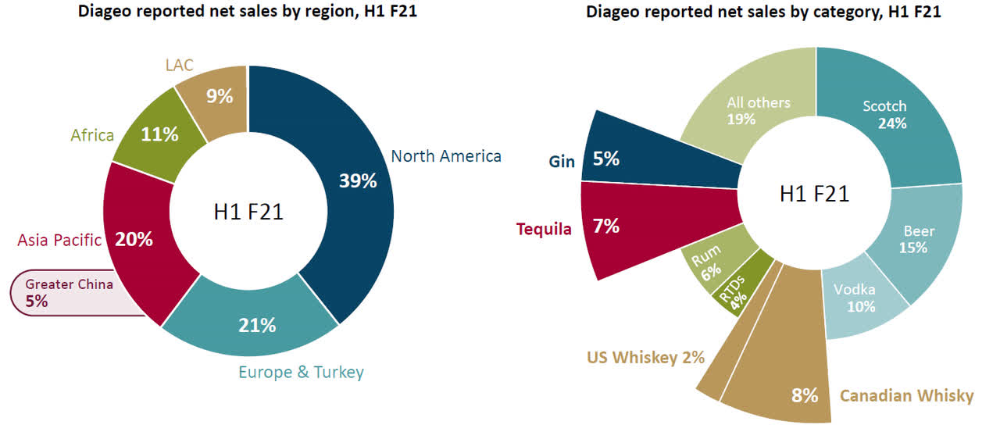 Diageo reported net sales by region, H1 F21
LAC
9%
Africa
11%
North America
39%
H1 F21
Asia Pacific
20%
Greater China
5%
21%
Europe & Turkey
Diageo reported net sales by category, H1 F21
All others
19%
Scotch
24%
Gin
5%
H1 F21
Tequila
7%
Beer
15%
Rum
6%
RTDs
4%
Vodka
10%
US Whiskey 2%
8%
Canadian Whisky